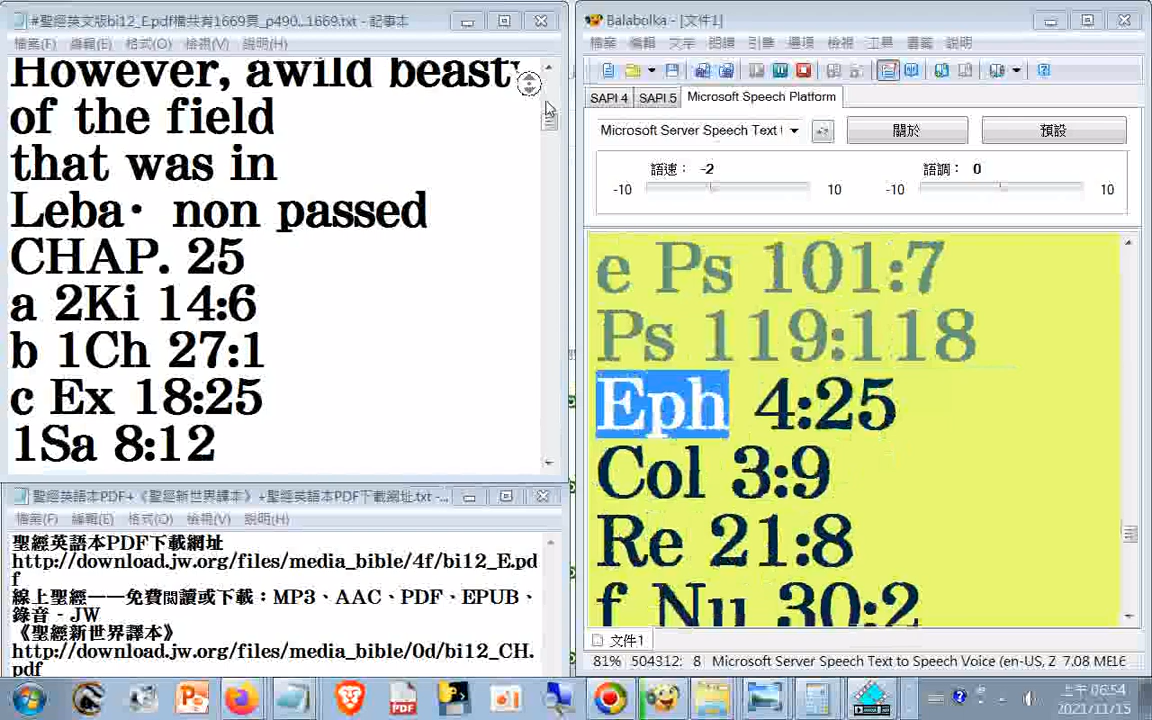 #聖經英文版bi12_E.pdf檔共有1669頁_p490...1669.txt - 記事本
檔案(F) 編輯(E) 格式(O) 檢視(V) 說明(H)
However, awild beast
of the field
that was in
Leba· non passed
CHAP. 25
a 2Ki 14:6
b 1Ch 27:1
c Ex 18:25
1Sa 8:12
聖經英語本PDF+《聖經新世界譯本》+聖經英語本PDF下載網址.txt -...
檔案(F) 編輯(E) 格式(O) 檢視(V) 說明(H)
聖經英語本PDF下載網址
http://download.jw.org/files/media_bible/4f/bi12_E.pd
f
線上聖經——免費閱讀或下載：MP3、AAC、PDF、EPUB、
錄音 - JW
《聖經新世界譯本》
http://download.jw.org/files/media_bible/0d/bi12_CH.
pdf
Balabolka - [文件1]
檔案 編輯 文字 朗讀 引擎 選項 檢視 工具 書籤 說明
SAPI 4 SAPI 5 Microsoft Speech Platform
Microsoft Server Speech Text 關於 預設
語速： -2 語調： 0
-10 10 -10 10
e Ps 101:7
Ps 119:118
Eph 4:25
Col 3:9
Re 21:8
f Nu 30:2
文件1
81% 504312: 8 Microsoft Server Speech Text to Speech Voice (en-US, Z 7.08 ME16
上午 06:54
2021/11/15